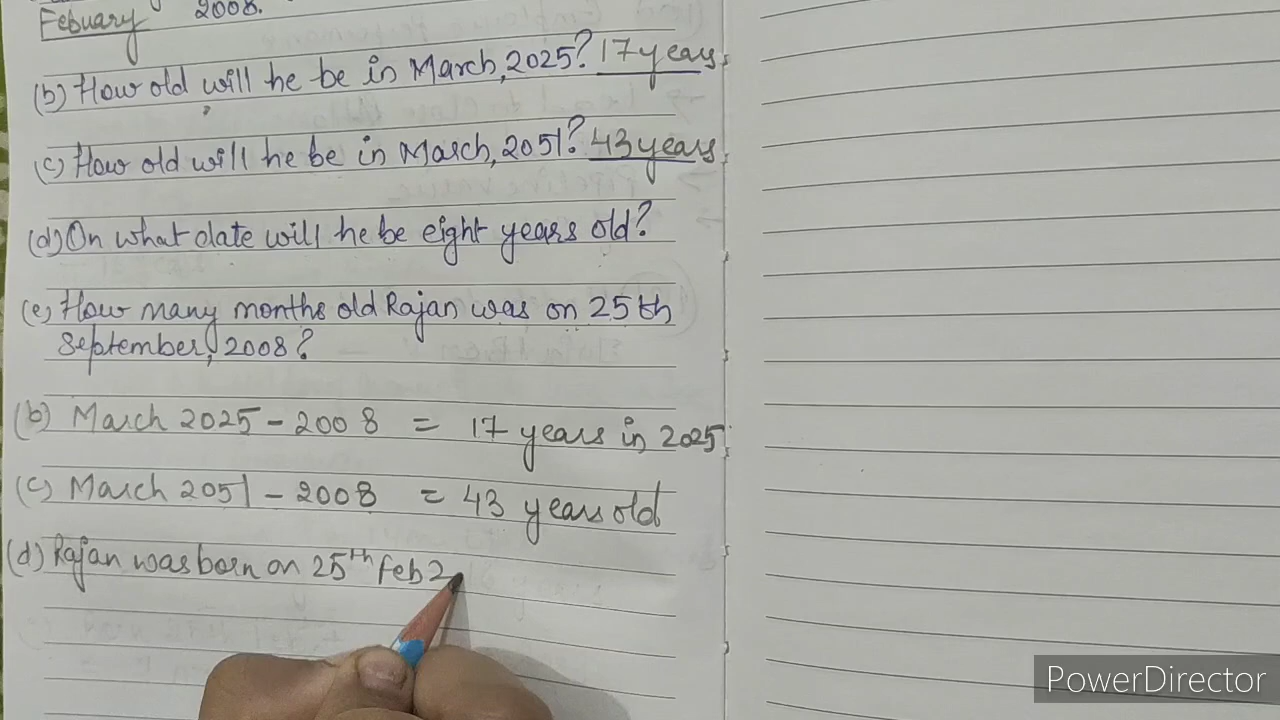 Febuary 2008.
(b) How old will he be in March, 2025? 17 years.
(c) How old will he be in March, 2051? 43 years.
(d) On what date will he be eight years old?
(e) How many months old Rajan was on 25th
September, 2008?
(b) March 2025 - 2008 = 17 years in 2025.
(c) March 2051 - 2008 = 43 years old
(d) Rajan was born on 25th Feb 2
PowerDirector